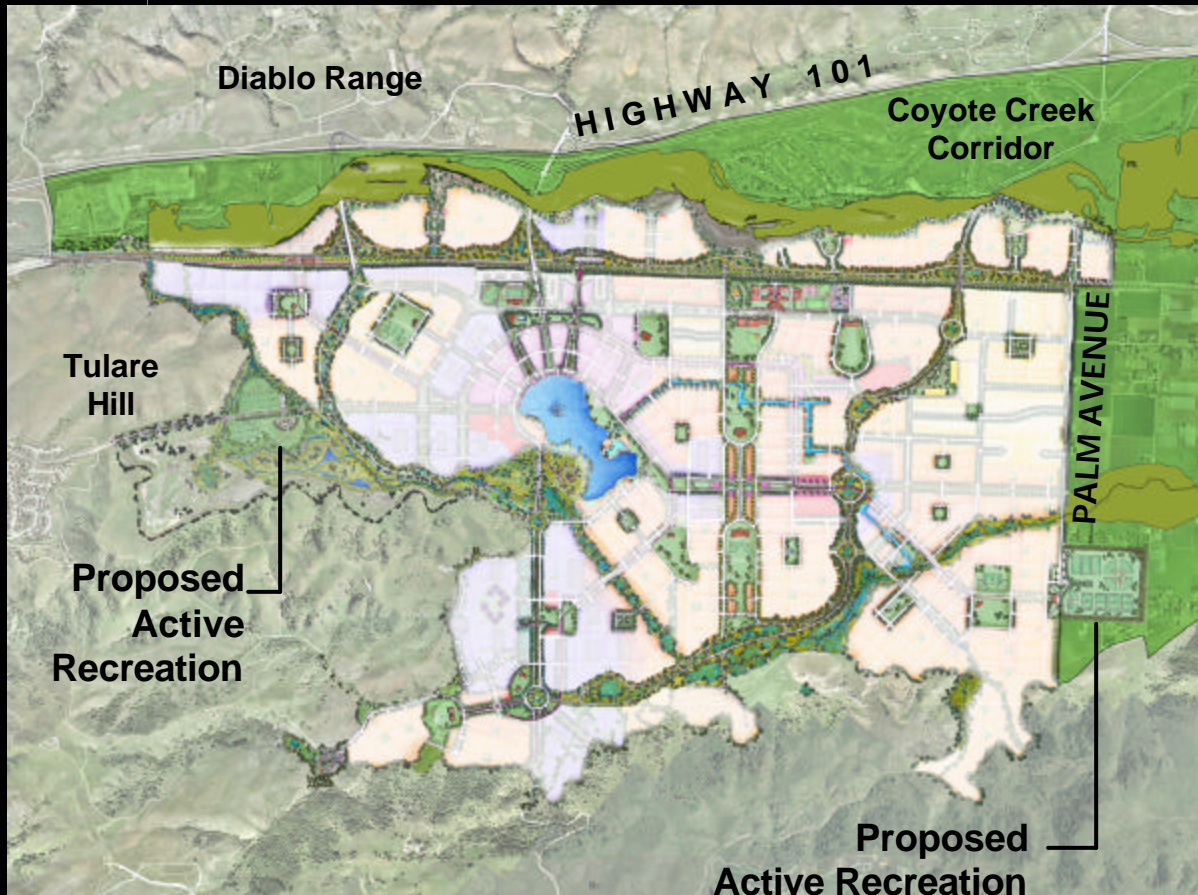 Diablo Range
HIGHWAY 101
Coyote Creek
Corridor
Tulare
Hill
PALM AVENUE
Proposed
Active
Recreation
Proposed
Active Recreation